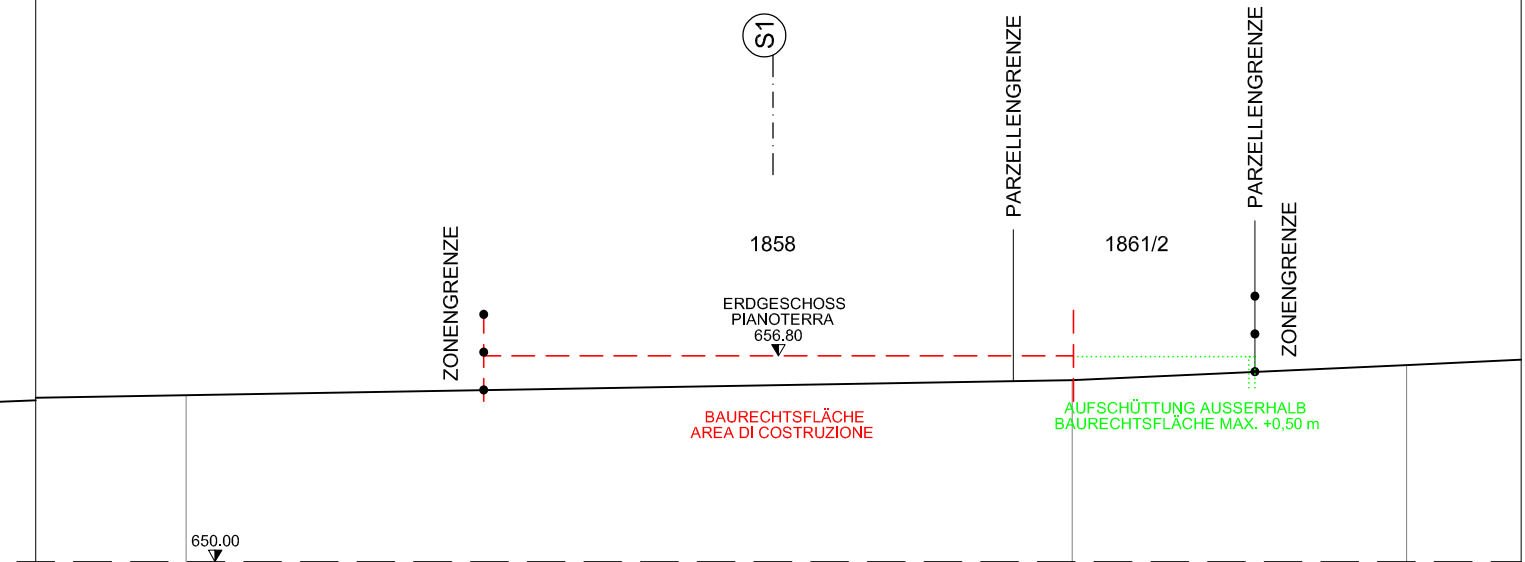 S1
PARZELLENGRENZE
PARZELLENGRENZE
ZONENGRENZE
1858
1861/2
ZONENGRENZE
ERDGESCHOSS
PIANOTERRA
656.80
BAURECHTSFLÄCHE
AREA DI COSTRUZIONE
AUFSCHÜTTUNG AUSSERHALB
BAURECHTSFLÄCHE MAX. +0,50 m
650.00